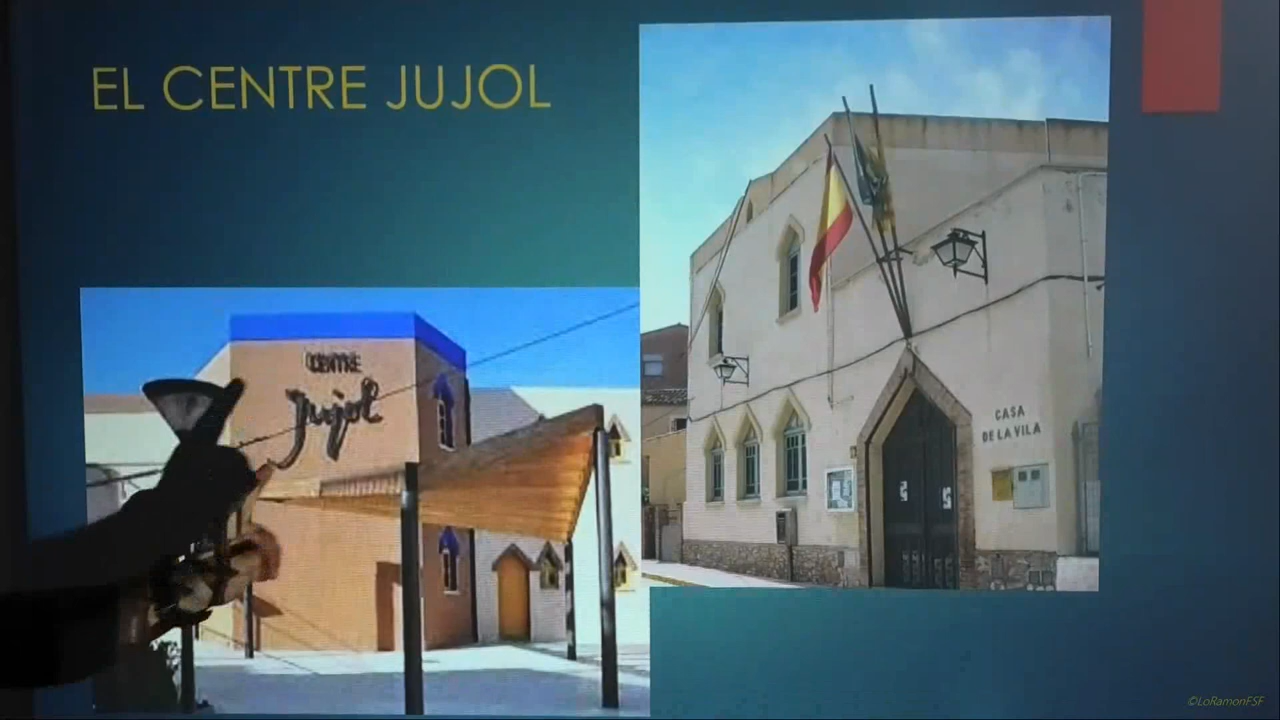 EL CENTRE JUJOL
CENTRE
Jujol
CASA
DE LA VILA
©LoRamonFSF